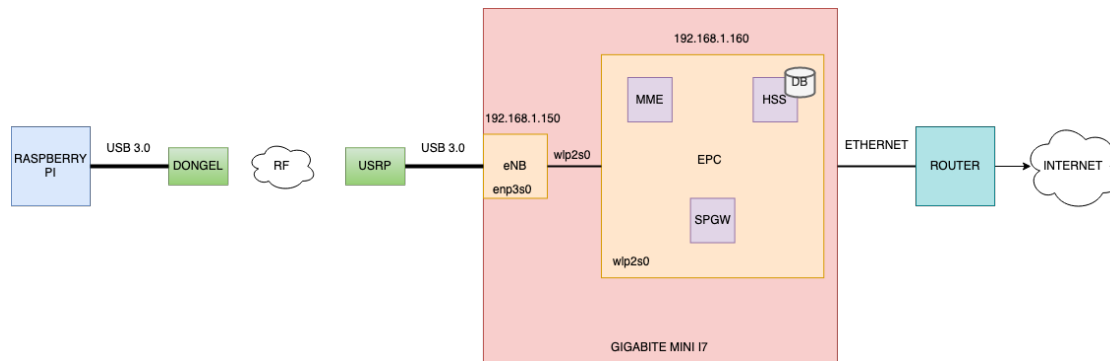 192.168.1.160
DB
MME
HSS
192.168.1.150
USB 3.0
USB 3.0
ETHERNET
wlp2s0
RASPBERRY
PI
DONGEL
RF
USRP
eNB
EPC
ROUTER
INTERNET
enp3s0
SPGW
wlp2s0
GIGABITE MINI I7